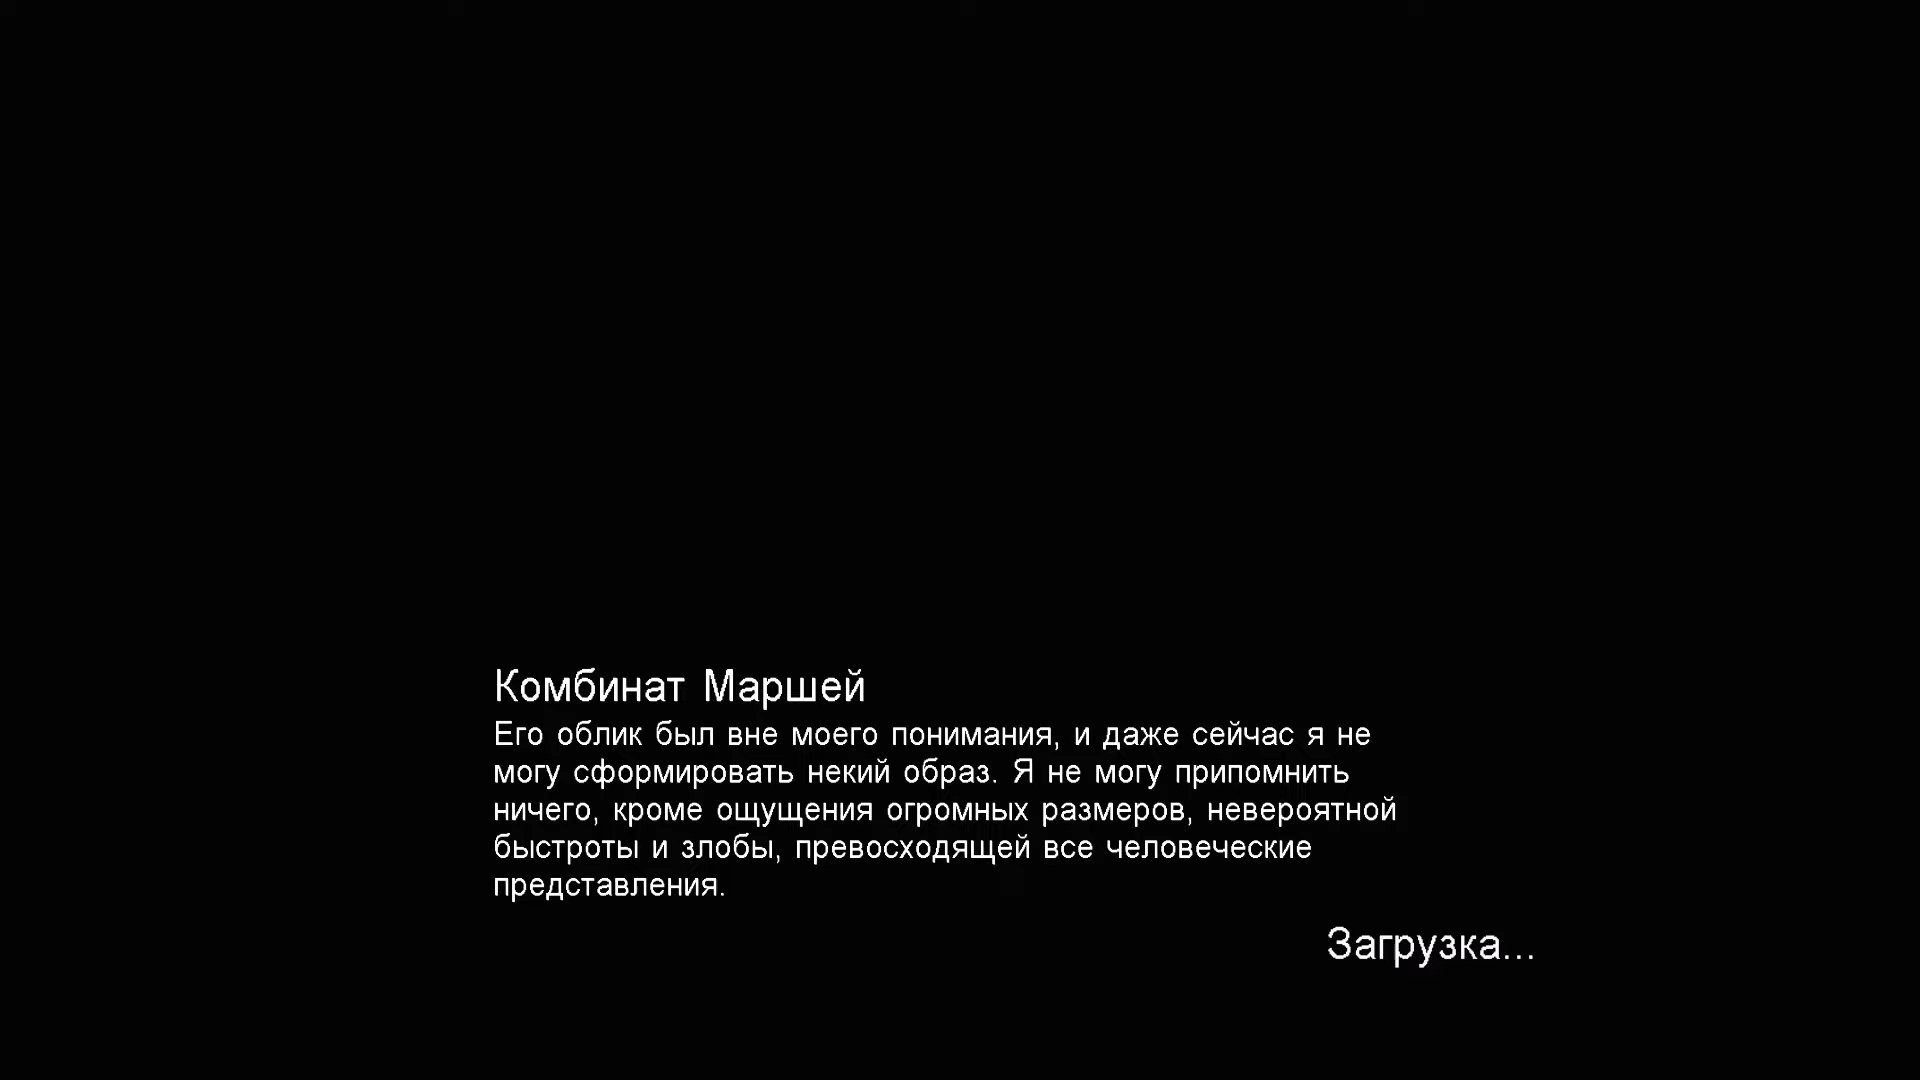 Комбинат Маршей
Его облик был вне моего понимания, и даже сейчас я не
могу сформировать некий образ. Я не могу припомнить
ничего, кроме ощущения огромных размеров, невероятной
быстроты и злобы, превосходящей все человеческие
представления.
Загрузка...